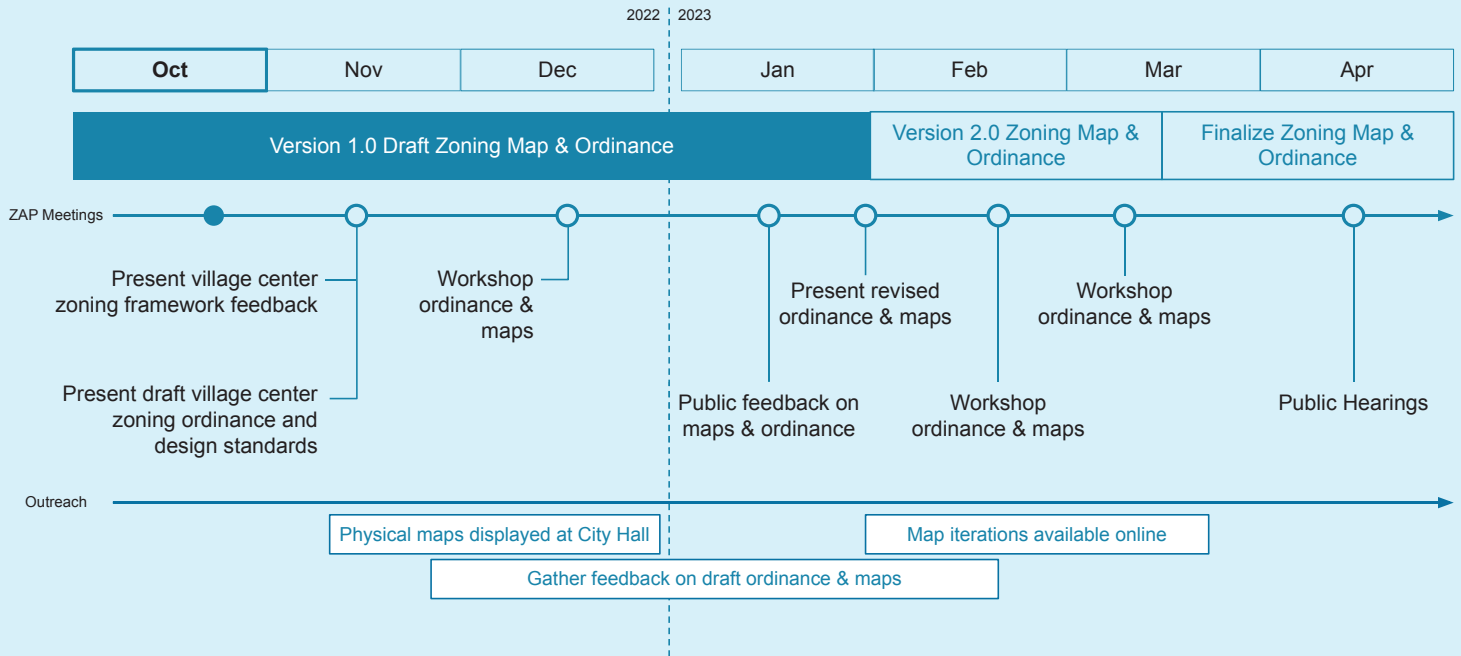 2022
2023
Oct
Nov
Dec
Jan
Feb
Mar
Apr
Version 1.0 Draft Zoning Map & Ordinance
Version 2.0 Zoning Map &
Ordinance
Finalize Zoning Map &
Ordinance
ZAP Meetings
Present village center
zoning framework feedback
Present draft village center
zoning ordinance and
design standards
Workshop
ordinance &
maps
Public feedback on
maps & ordinance
Present revised
ordinance & maps
Workshop
ordinance & maps
Workshop
ordinance & maps
Public Hearings
Outreach
Physical maps displayed at City Hall
Map iterations available online
Gather feedback on draft ordinance & maps